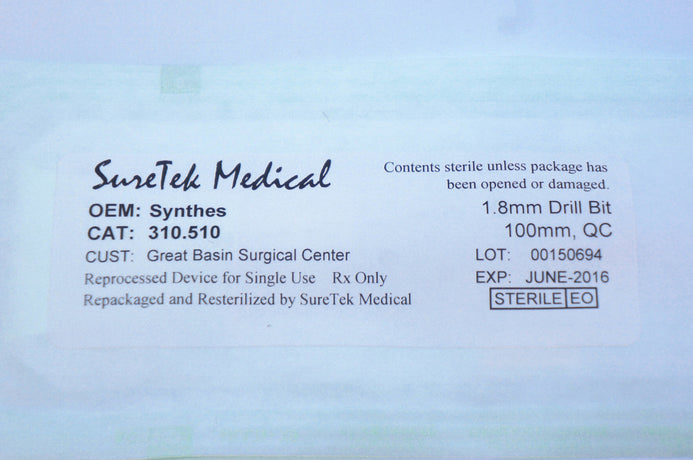 SureTek Medical
OEM: Synthes
CAT: 310.510
CUST: Great Basin Surgical Center
Reprocessed Device for Single Use Rx Only
Repackaged and Resterilized by SureTek Medical
Contents sterile unless package has
been opened or damaged.
1.8mm Drill Bit
100mm, QC
LOT: 00150694
EXP: JUNE-2016
STERILE EO